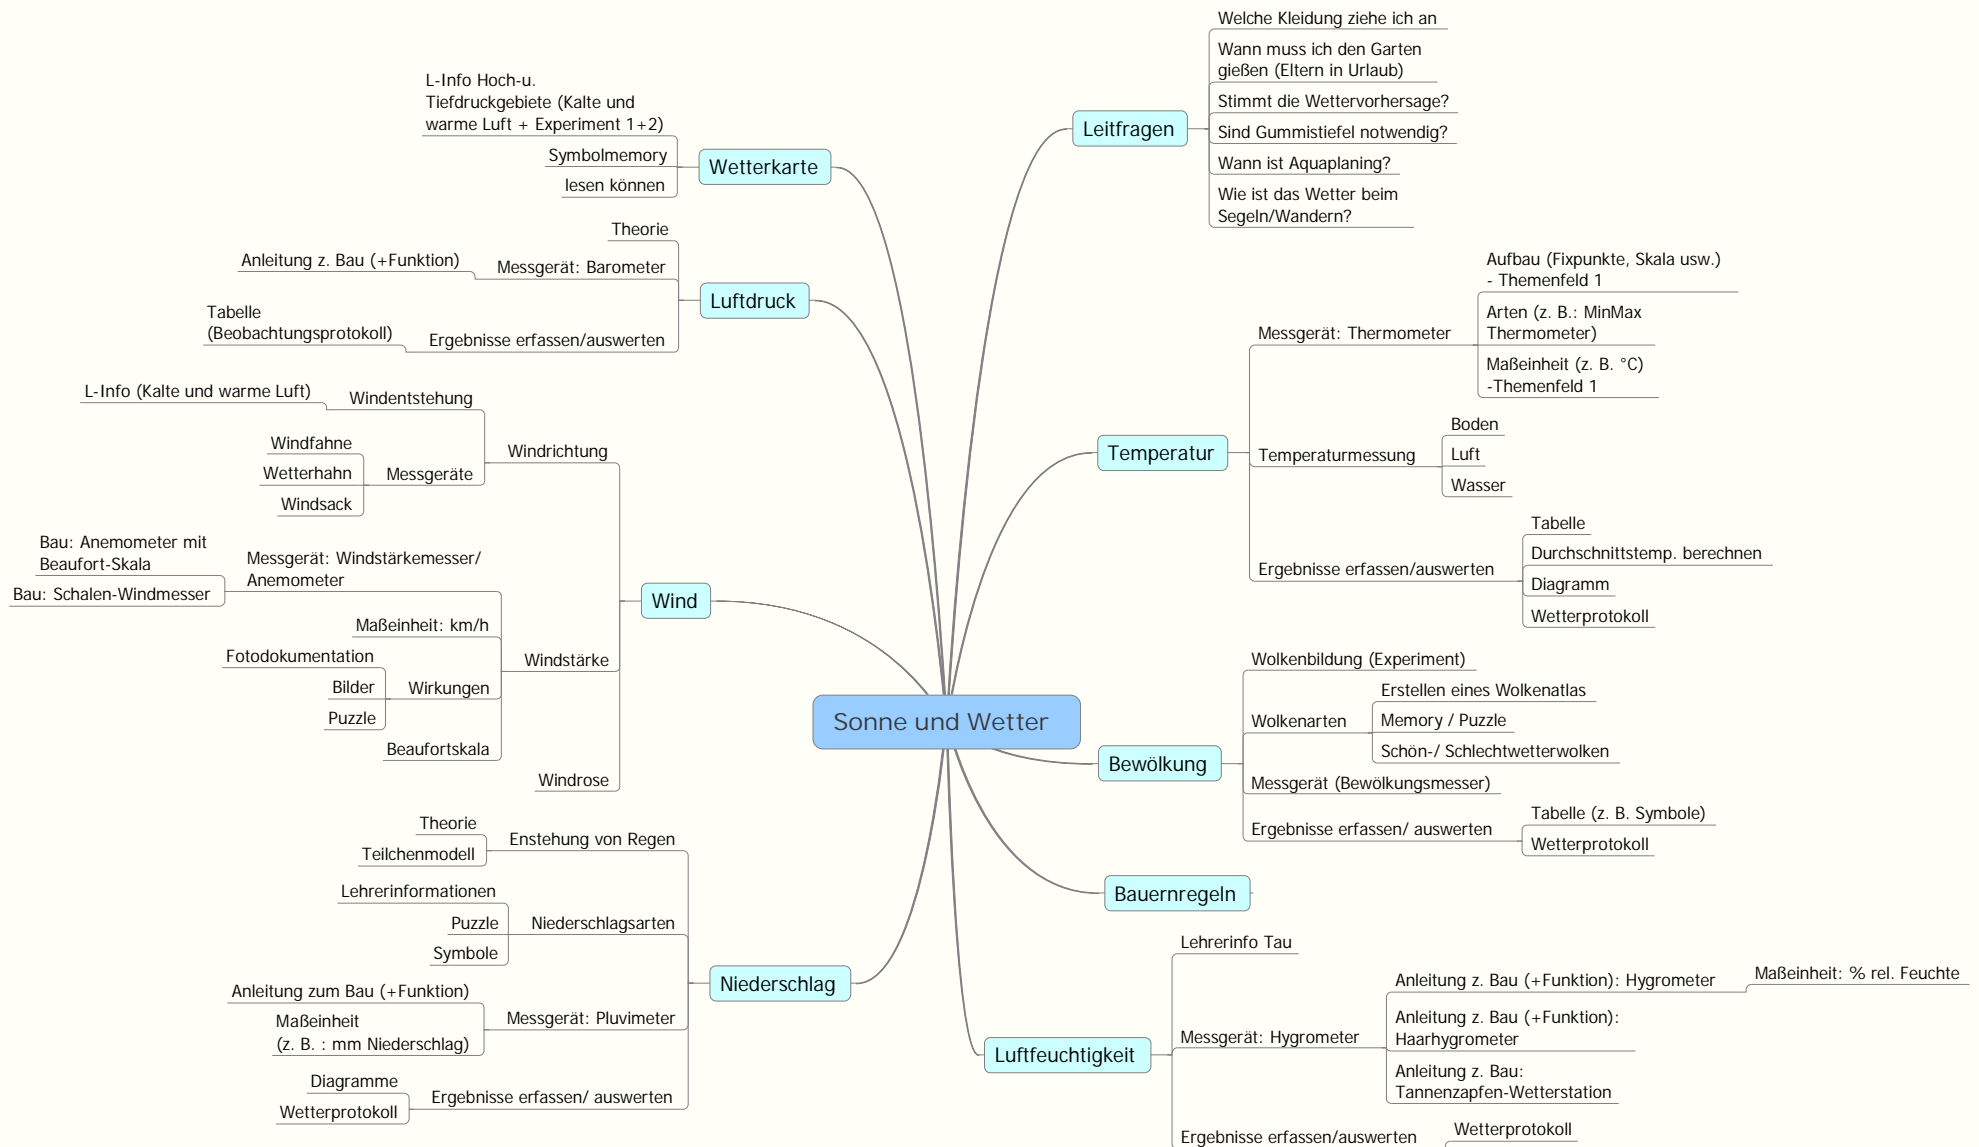 Sonne und Wetter
Leitfragen
Welche Kleidung ziehe ich an
Wann muss ich den Garten
gießen (Eltern in Urlaub)
Stimmt die Wettervorhersage?
Sind Gummistiefel notwendig?
Wann ist Aquaplaning?
Wie ist das Wetter beim
Segeln/Wandern?
Temperatur
Messgerät: Thermometer
Aufbau (Fixpunkte, Skala usw.)
- Themenfeld 1
Arten (z. B.: MinMax
Thermometer)
Maßeinheit (z. B. °C)
-Themenfeld 1
Temperaturmessung
Boden
Luft
Wasser
Ergebnisse erfassen/auswerten
Tabelle
Durchschnittstemp. berechnen
Diagramm
Wetterprotokoll
Bewölkung
Wolkenbildung (Experiment)
Wolkenarten
Erstellen eines Wolkenatlas
Memory / Puzzle
Schön-/ Schlechtwetterwolken
Messgerät (Bewölkungsmesser)
Ergebnisse erfassen/ auswerten
Tabelle (z. B. Symbole)
Wetterprotokoll
Bauernregeln
Luftfeuchtigkeit
Lehrerinfo Tau
Messgerät: Hygrometer
Anleitung z. Bau (+Funktion): Hygrometer
Maßeinheit: % rel. Feuchte
Anleitung z. Bau (+Funktion):
Haarhygrometer
Anleitung z. Bau:
Tannenzapfen-Wetterstation
Ergebnisse erfassen/auswerten
Wetterprotokoll
Wetterkarte
L-Info Hoch-u.
Tiefdruckgebiete (Kalte und
warme Luft + Experiment 1+2)
Symbolmemory
lesen können
Luftdruck
Theorie
Messgerät: Barometer
Anleitung z. Bau (+Funktion)
Ergebnisse erfassen/auswerten
Tabelle
(Beobachtungsprotokoll)
Wind
Windrichtung
Windentstehung
L-Info (Kalte und warme Luft)
Messgeräte
Windfahne
Wetterhahn
Windsack
Windstärke
Messgerät: Windstärkemesser/
Anemometer
Bau: Anemometer mit
Beaufort-Skala
Bau: Schalen-Windmesser
Maßeinheit: km/h
Wirkungen
Fotodokumentation
Bilder
Puzzle
Beaufortskala
Windrose
Niederschlag
Enstehung von Regen
Theorie
Teilchenmodell
Niederschlagsarten
Lehrerinformationen
Puzzle
Symbole
Messgerät: Pluvimeter
Anleitung zum Bau (+Funktion)
Maßeinheit
(z. B. : mm Niederschlag)
Ergebnisse erfassen/ auswerten
Diagramme
Wetterprotokoll